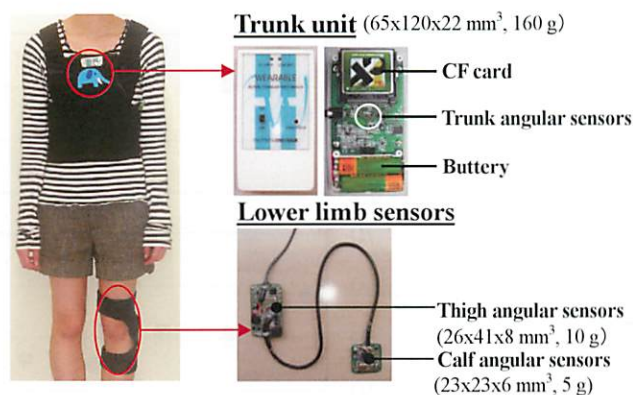 Trunk unit (65x120x22 mm³, 160 g)
WEARABLE
CF card
Trunk angular sensors
Buttery
Lower limb sensors
Thigh angular sensors
(26x41x8 mm³, 10 g)
Calf angular sensors
(23x23x6 mm³, 5 g)